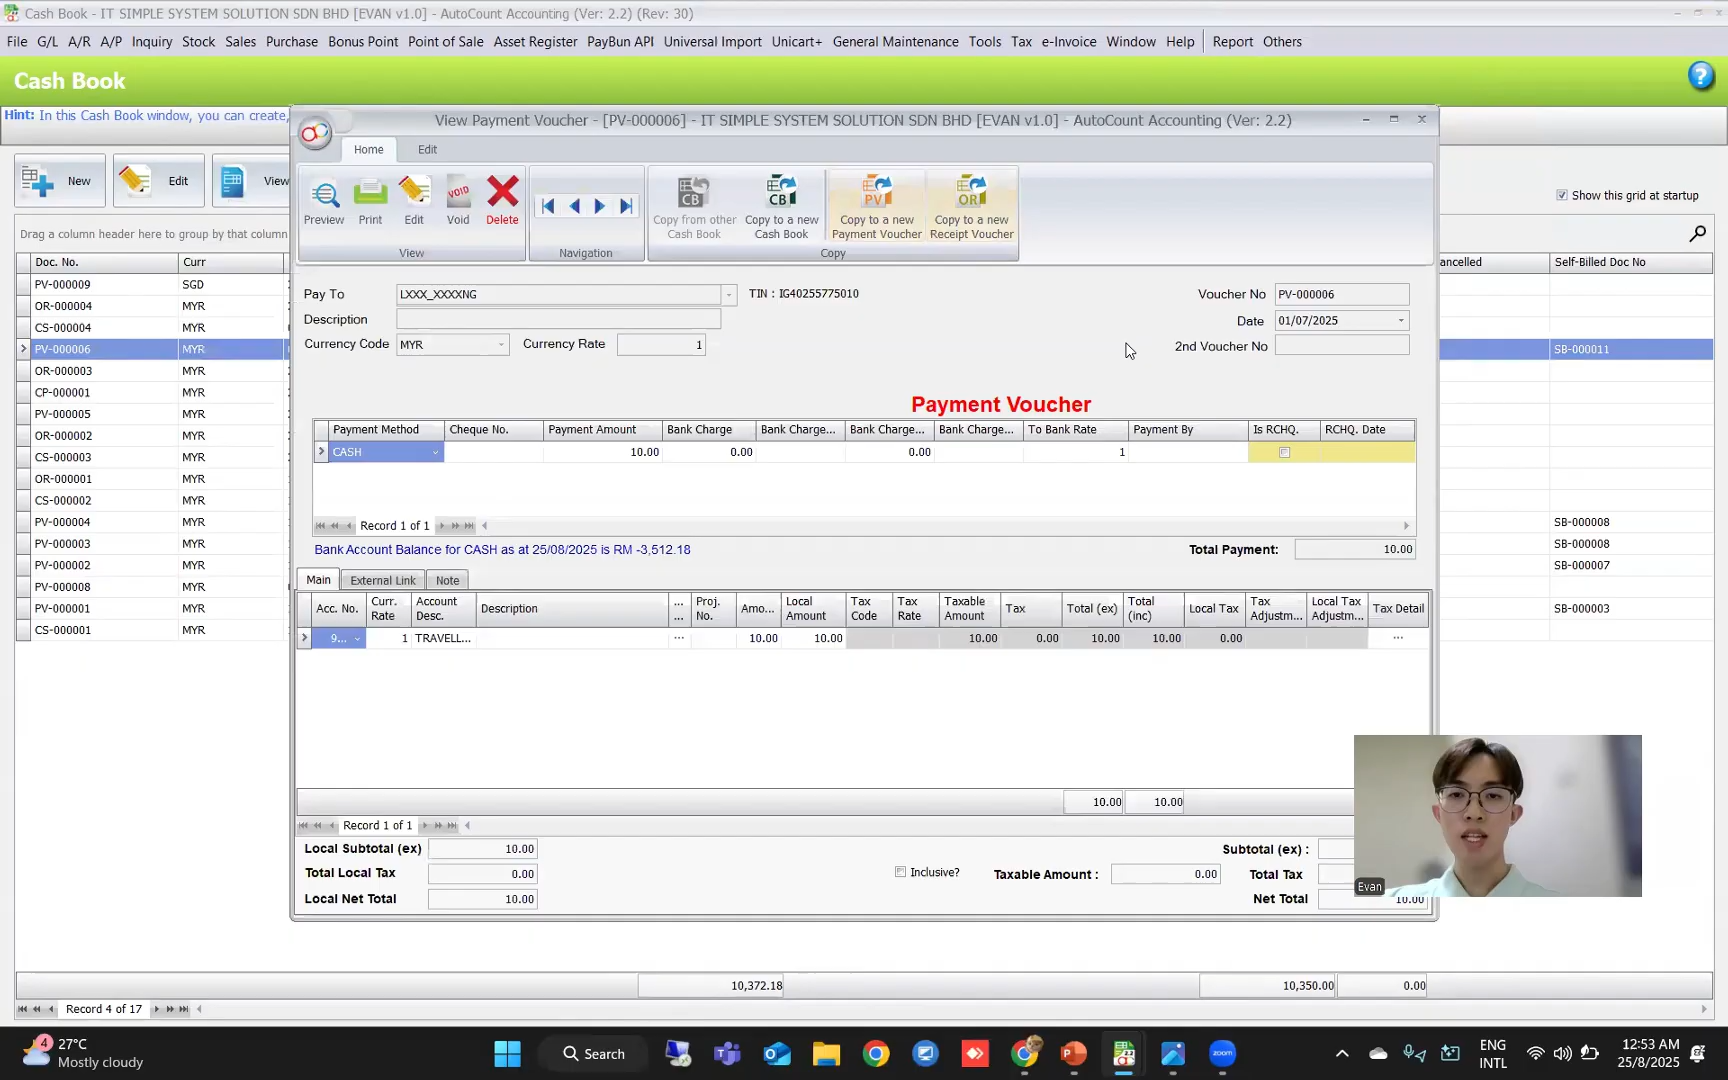 Cash Book - IT SIMPLE SYSTEM SOLUTION SDN BHD [EVAN v1.0] - AutoCount Accounting (Ver: 2.2) (Rev: 30)
File G/L A/R A/P Inquiry Stock Sales Purchase Bonus Point Point of Sale Asset Register PayBun API Universal Import Unicart+ General Maintenance Tools Tax e-Invoice Window Help Report Others
Cash Book
Hint: In this Cash Book window, you can create,
View Payment Voucher - [PV-000006] - IT SIMPLE SYSTEM SOLUTION SDN BHD [EVAN v1.0] - AutoCount Accounting (Ver: 2.2)
Home Edit
New Edit View
Show this grid at startup
Preview Print Edit Void Delete
VOID
CB CB PV OR
Copy from other Cash Book
Copy to a new Cash Book
Copy to a new Payment Voucher
Copy to a new Receipt Voucher
View Navigation Copy
Drag a column header here to group by that column
Doc. No. Curr
ancelled Self-Billed Doc No
PV-000009 SGD
OR-000004 MYR
CS-000004 MYR
PV-000006 MYR SB-000011
OR-000003 MYR
CP-000001 MYR
PV-000005 MYR
OR-000002 MYR
CS-000003 MYR
OR-000001 MYR
CS-000002 MYR
PV-000004 MYR SB-000008
PV-000003 MYR SB-000008
PV-000002 MYR SB-000007
PV-000008 MYR
PV-000001 MYR SB-000003
CS-000001 MYR
Pay To LXXX_XXXXNG TIN : IG40255775010 Voucher No PV-000006
Description Date 01/07/2025
Currency Code MYR Currency Rate 1 2nd Voucher No
Payment Voucher
Payment Method Cheque No. Payment Amount Bank Charge Bank Charge... Bank Charge... Bank Charge... To Bank Rate Payment By Is RCHQ. RCHQ. Date
CASH 10.00 0.00 0.00 1
Record 1 of 1
Bank Account Balance for CASH as at 25/08/2025 is RM -3,512.18 Total Payment: 10.00
Main External Link Note
Acc. No. Curr. Rate Account Desc. Description ... ... Proj. No. Amo... Local Amount Tax Code Tax Rate Taxable Amount Tax Total (ex) Total (inc) Local Tax Tax Adjustm... Local Tax Adjustm... Tax Detail
9... 1 TRAVELL... ... 10.00 10.00 10.00 0.00 10.00 10.00 0.00 ...
10.00 10.00
Record 1 of 1
Local Subtotal (ex) 10.00 Subtotal (ex) :
Total Local Tax 0.00 Inclusive? Taxable Amount : 0.00 Total Tax
Local Net Total 10.00 Net Total 10.00
Evan
10,372.18 10,350.00 0.00
Record 4 of 17
4
27°C
Mostly cloudy
Search
zoom
ENG
INTL
12:53 AM
25/8/2025